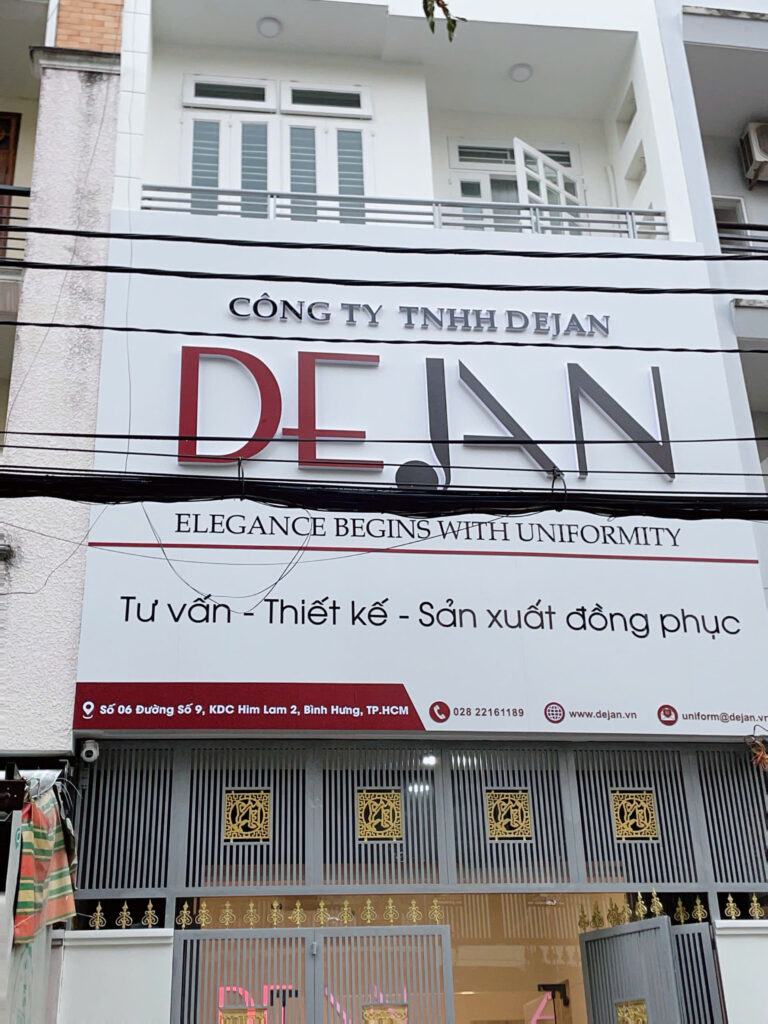 CÔNG TY TNHH DEJAN
DEJAN
ELEGANCE BEGINS WITH UNIFORMITY
Tư vấn - Thiết kế - Sản xuất đồng phục
Số 06 Đường Số 9, KDC Him Lam 2, Bình Hưng, TP.HCM 028 22161189 www.dejan.vn uniform@dejan.vn